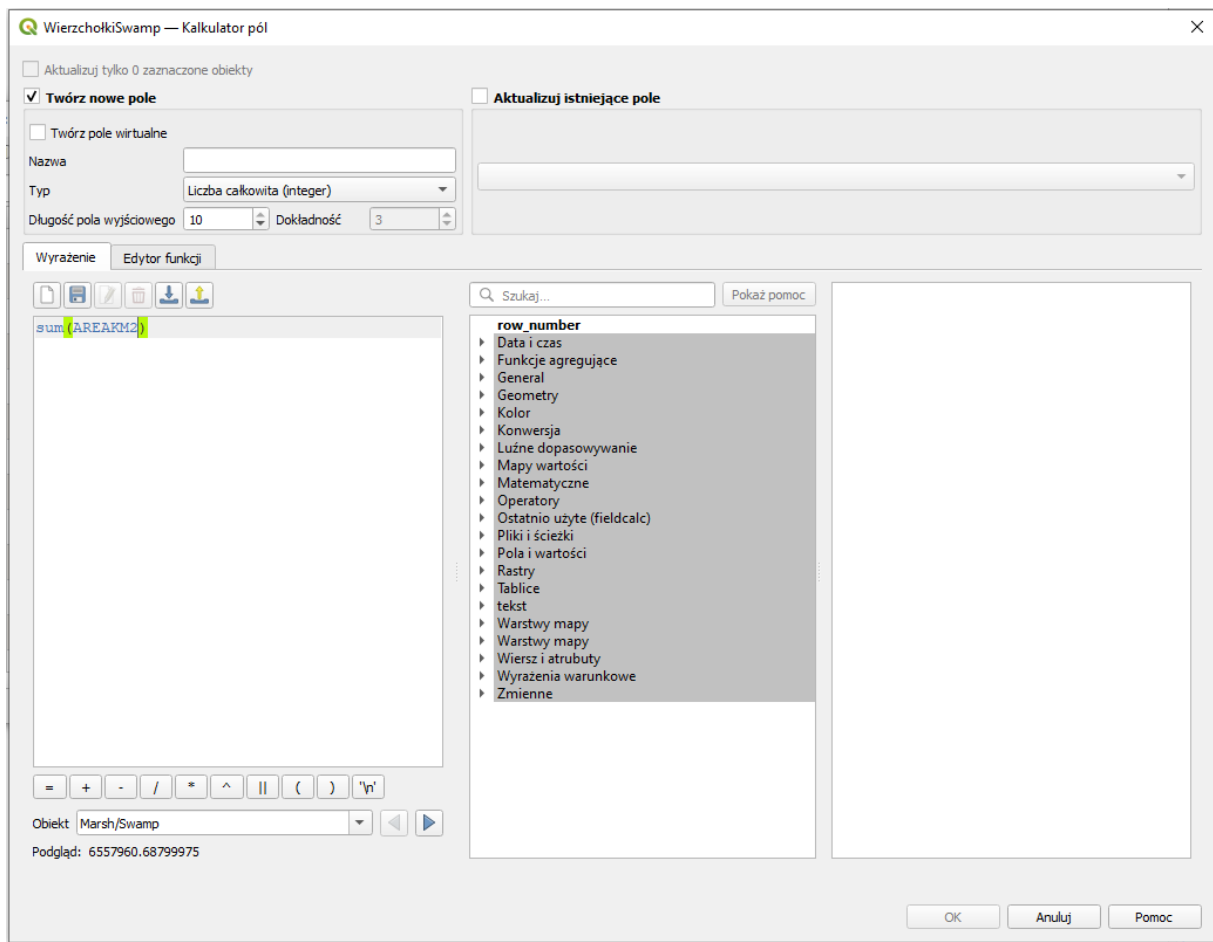 WierzchołkiSwamp — Kalkulator pól
Aktualizuj tylko 0 zaznaczone obiekty
Twórz nowe pole
Aktualizuj istniejące pole
Twórz pole wirtualne
Nazwa
Typ Liczba całkowita (integer)
Długość pola wyjściowego 10 Dokładność 3
Wyrażenie Edytor funkcji
Szukaj... Pokaż pomoc
sum(AREAKM2)
row_number
Data i czas
Funkcje agregujące
General
Geometry
Kolor
Konwersja
Luźne dopasowywanie
Mapy wartości
Matematyczne
Operatory
Ostatnio użyte (fieldcalc)
Pliki i ścieżki
Pola i wartości
Rastry
Tablice
tekst
Warstwy mapy
Warstwy mapy
Wiersz i atrubuty
Wyrażenia warunkowe
Zmienne
= + - / * ^ || ( ) '\n'
Obiekt Marsh/Swamp
Podgląd: 6557960.68799975
OK Anuluj Pomoc